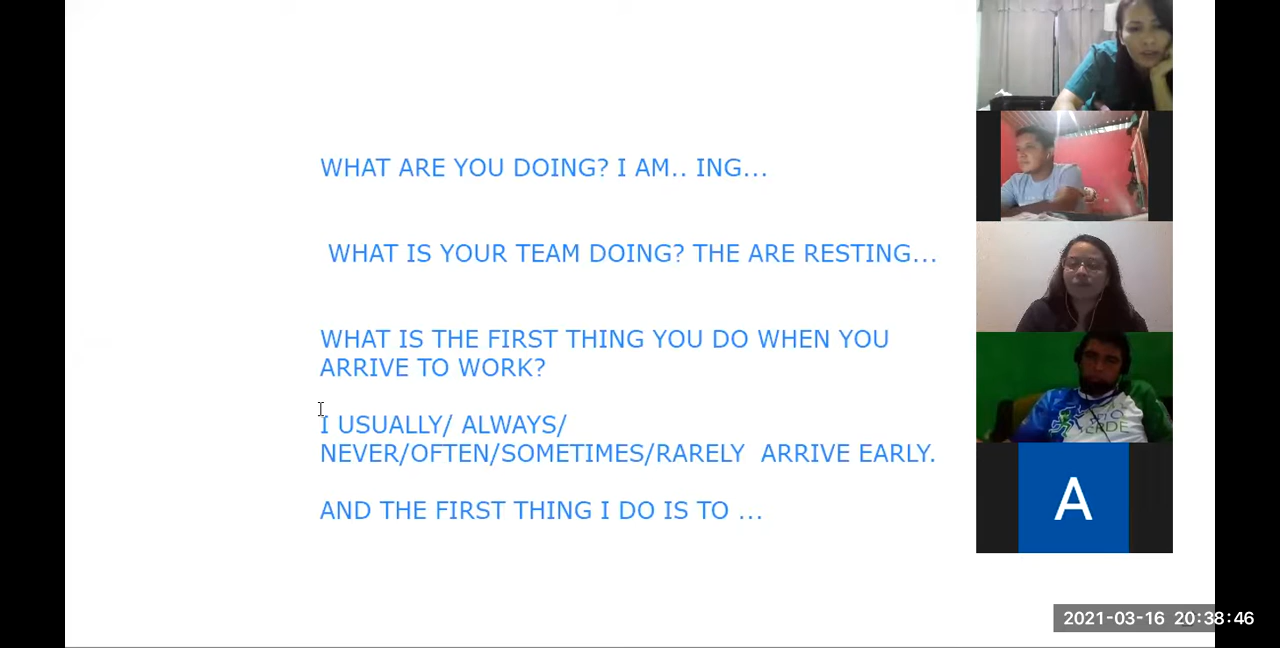 WHAT ARE YOU DOING? I AM.. ING...
WHAT IS YOUR TEAM DOING? THE ARE RESTING...
WHAT IS THE FIRST THING YOU DO WHEN YOU
ARRIVE TO WORK?
I USUALLY/ ALWAYS/
NEVER/OFTEN/SOMETIMES/RARELY  ARRIVE EARLY.
AND THE FIRST THING I DO IS TO ...
A
2021-03-16 20:38:46